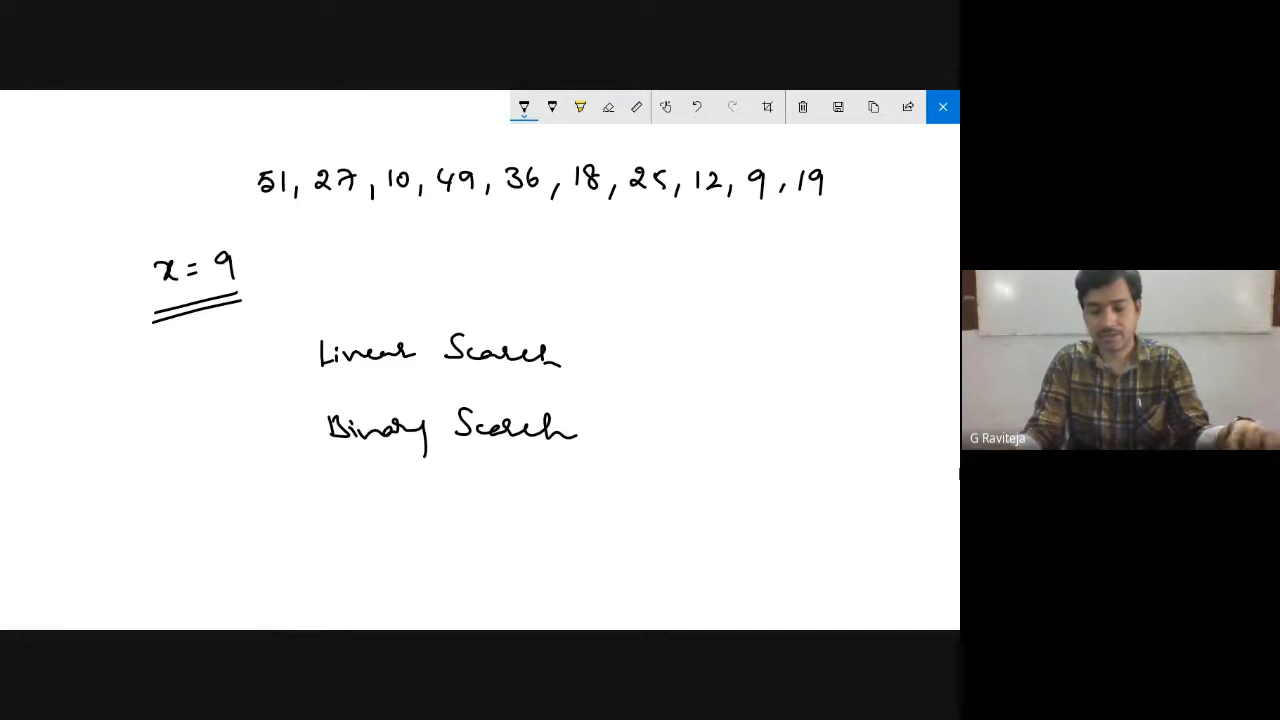 51, 27, 10, 49, 36, 18, 25, 12, 9, 19
x = 9
Linear Search
Binary Search
G Raviteja